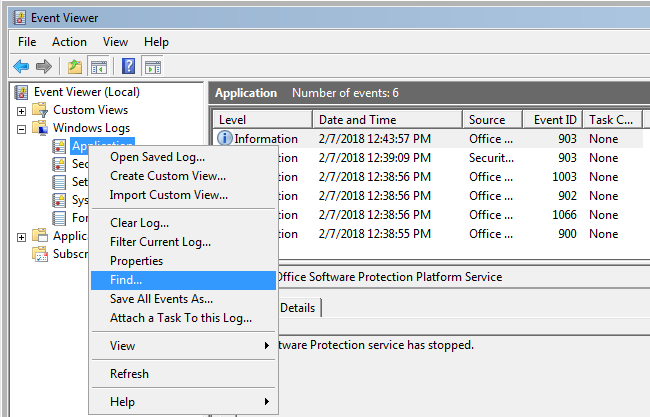 Event Viewer
File Action View Help
Event Viewer (Local)
Custom Views
Windows Logs
Application
Sec
Set
Sys
For
Applic
Subscr
Open Saved Log...
Create Custom View...
Import Custom View...
Clear Log...
Filter Current Log...
Properties
Find...
Save All Events As...
Attach a Task To this Log...
View
Refresh
Help
Application Number of events: 6
Level Date and Time Source Event ID Task C...
Information 2/7/2018 12:43:57 PM Office ... 903 None
ation 2/7/2018 12:39:09 PM Securit... 903 None
ation 2/7/2018 12:38:56 PM Office ... 1003 None
ation 2/7/2018 12:38:56 PM Office ... 902 None
ation 2/7/2018 12:38:56 PM Office ... 1066 None
ation 2/7/2018 12:38:55 PM Office ... 900 None
Office Software Protection Platform Service
Details
tware Protection service has stopped.